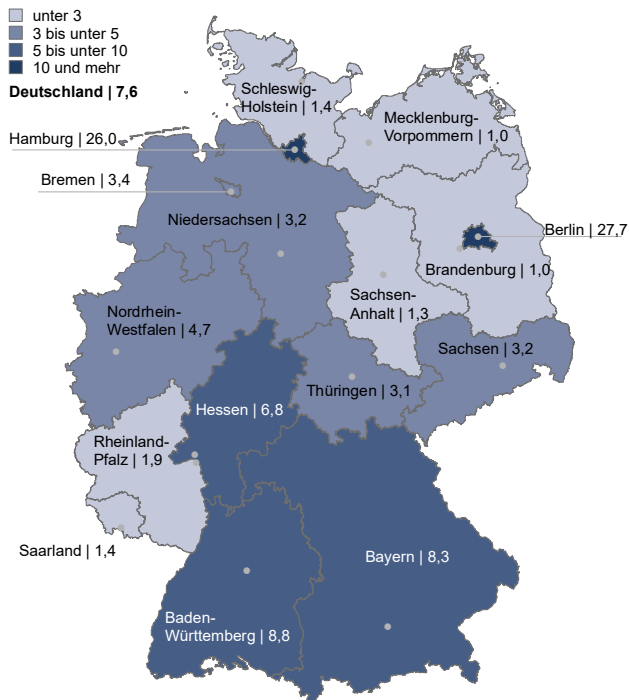 unter 3
3 bis unter 5
5 bis unter 10
10 und mehr
Deutschland | 7,6
Schleswig-
Holstein | 1,4
Mecklenburg-
Vorpommern | 1,0
Hamburg | 26,0
Bremen | 3,4
Niedersachsen | 3,2
Berlin | 27,7
Brandenburg | 1,0
Sachsen-
Anhalt | 1,3
Nordrhein-
Westfalen | 4,7
Sachsen | 3,2
Thüringen | 3,1
Hessen | 6,8
Rheinland-
Pfalz | 1,9
Saarland | 1,4
Bayern | 8,3
Baden-
Württemberg | 8,8